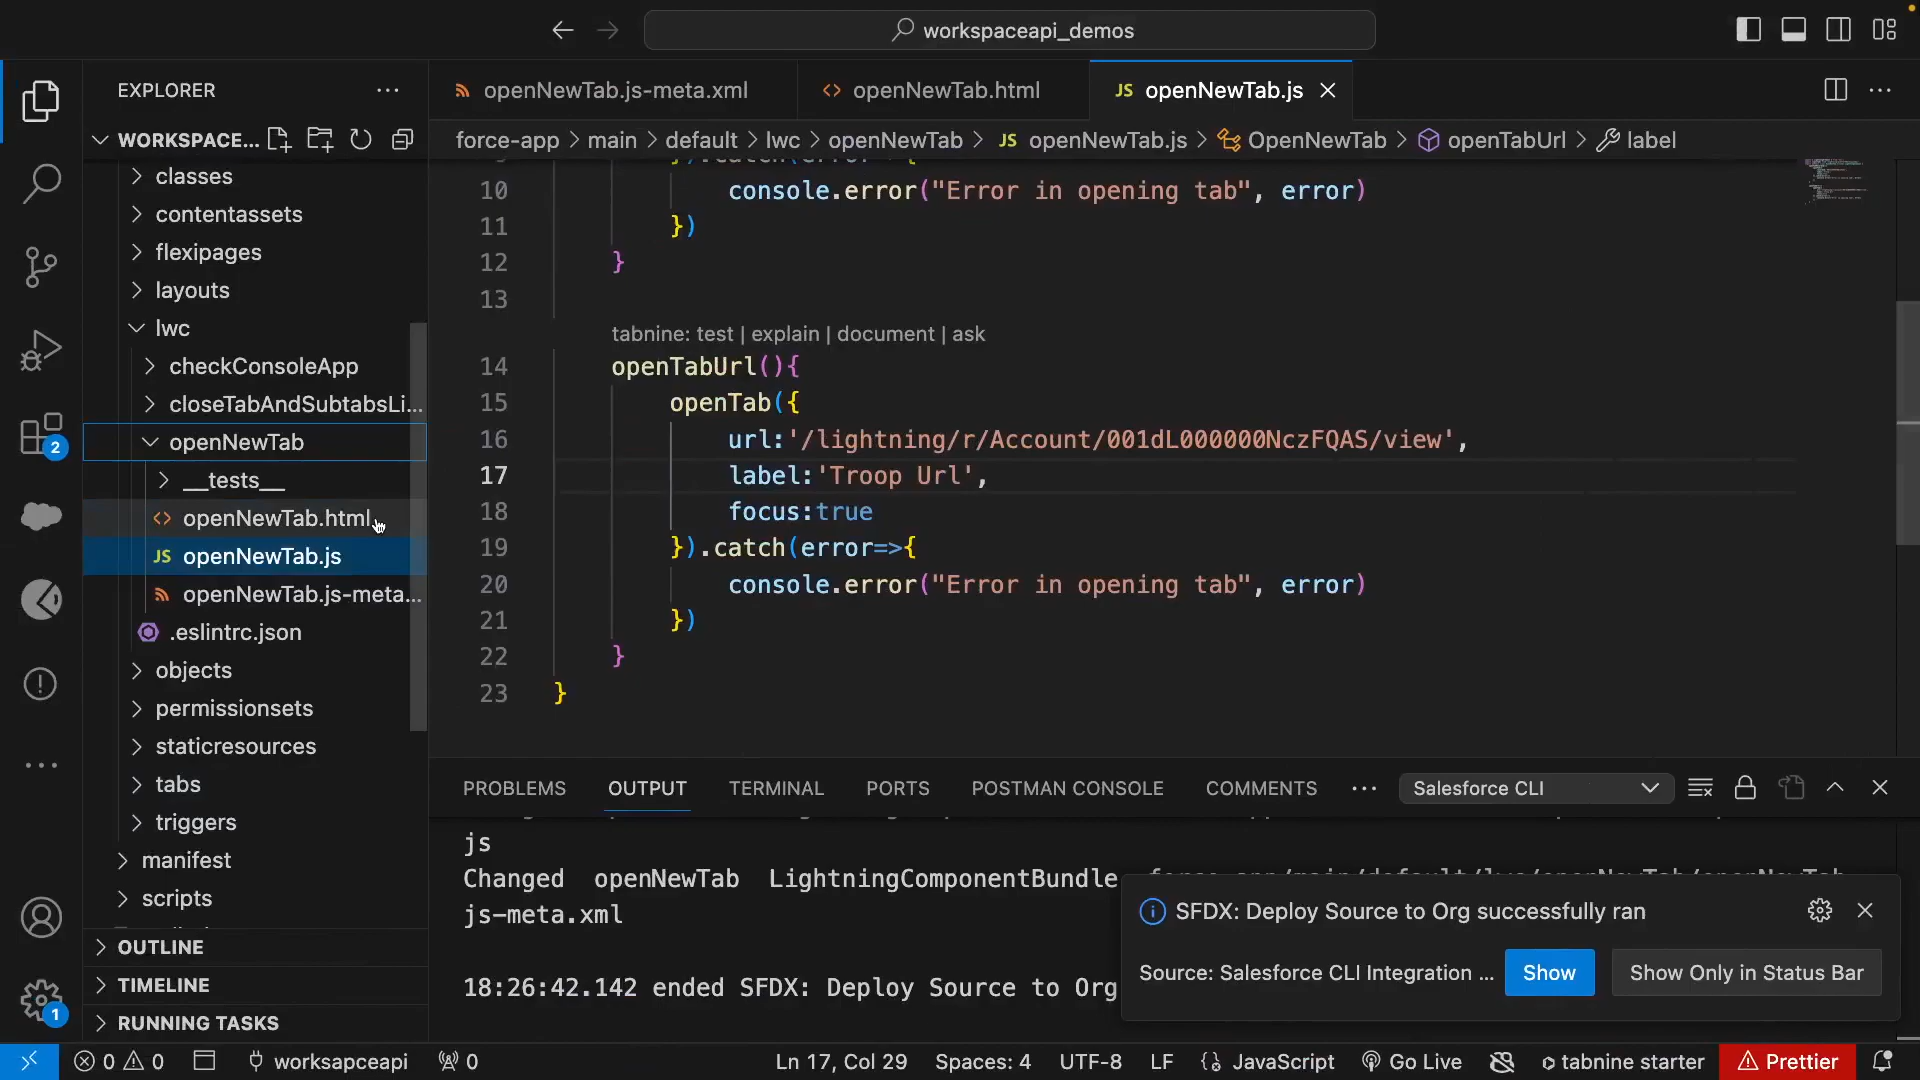 workspaceapi_demos
EXPLORER
openNewTab.js-meta.xml
openNewTab.html
openNewTab.js
WORKSPACE...
force-app > main > default > lwc > openNewTab > JS openNewTab.js > OpenNewTab > openTabUrl > label
classes
contentassets
flexipages
layouts
lwc
checkConsoleApp
closeTabAndSubtabsLi...
openNewTab
__tests__
openNewTab.html
JS openNewTab.js
openNewTab.js-meta...
.eslintrc.json
objects
permissionsets
staticresources
tabs
triggers
manifest
scripts
OUTLINE
TIMELINE
RUNNING TASKS
2
1
10 console.error("Error in opening tab", error)
11 })
12 }
13
tabnine: test | explain | document | ask
14 openTabUrl(){
15 openTab({
16 url:'/lightning/r/Account/001dL000000NczFQAS/view',
17 label:'Troop Url',
18 focus:true
19 }).catch(error=>{
20 console.error("Error in opening tab", error)
21 })
22 }
23 }
PROBLEMS OUTPUT TERMINAL PORTS POSTMAN CONSOLE COMMENTS ... Salesforce CLI
js
Changed openNewTab LightningComponentBundle
js-meta.xml
18:26:42.142 ended SFDX: Deploy Source to Org
SFDX: Deploy Source to Org successfully ran
Source: Salesforce CLI Integration ... Show Show Only in Status Bar
0 0 worksapceapi 0 Ln 17, Col 29 Spaces: 4 UTF-8 LF {} JavaScript Go Live tabnine starter Prettier